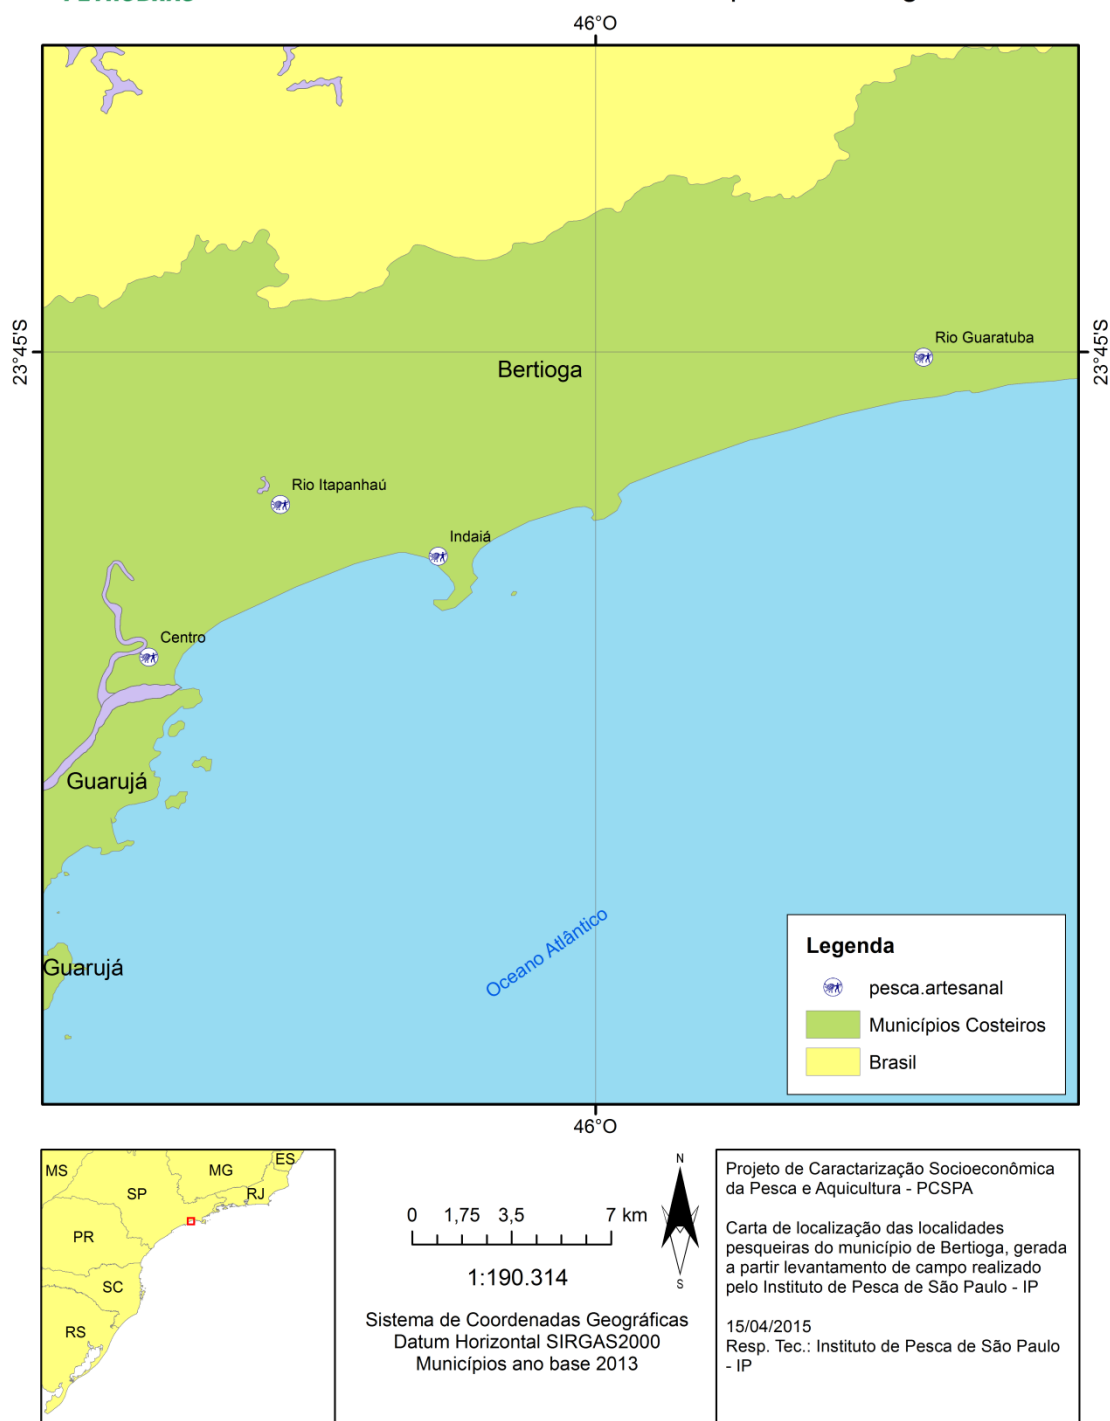 46°O
23°45'S
23°45'S
Rio Guaratuba
Bertioga
Rio Itapanhaú
Indaiá
Centro
Guarujá
Guarujá
Oceano Atlântico
Legenda
pesca.artesanal
Municípios Costeiros
Brasil
46°O
MS
MG
ES
SP
RJ
PR
SC
RS
0 1,75 3,5 7 km
1:190.314
Sistema de Coordenadas Geográficas
Datum Horizontal SIRGAS2000
Municípios ano base 2013
N
S
Projeto de Caractarização Socioeconômica
da Pesca e Aquicultura - PCSPA
Carta de localização das localidades
pesqueiras do município de Bertioga, gerada
a partir levantamento de campo realizado
pelo Instituto de Pesca de São Paulo - IP
15/04/2015
Resp. Tec.: Instituto de Pesca de São Paulo
- IP